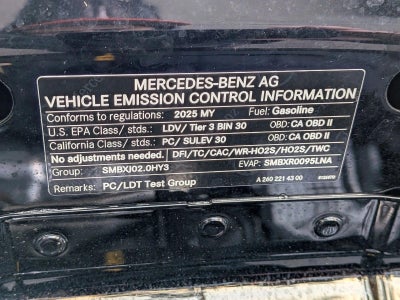 MERCEDES-BENZ AG
VEHICLE EMISSION CONTROL INFORMATION
Conforms to regulations: 2025 MY Fuel: Gasoline
U.S. EPA Class/ stds.: LDV/ Tier 3 BIN 30 OBD: CA OBD II
California Class/ stds.: PC/ SULEV 30 OBD: CA OBD II
No adjustments needed. DFI/TC/CAC/WR-HO2S/HO2S/TWC
Group: SMBXJ02.0HY3 EVAP: SMBXR0095LNA
Remarks: PC/LDT Test Group A 260 221 43 00